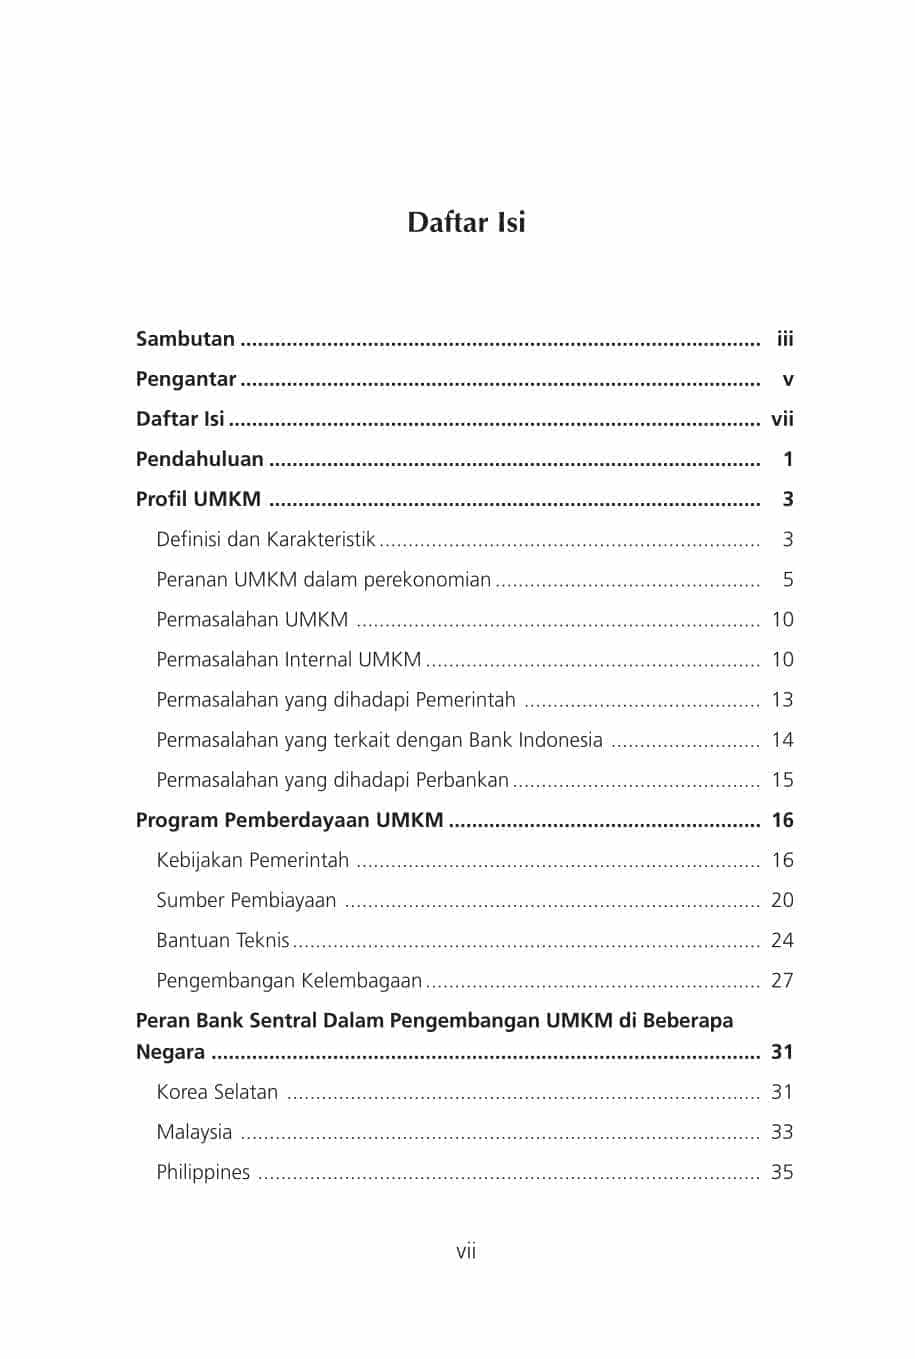 Daftar Isi
Sambutan .......................................................................................... iii
Pengantar .......................................................................................... v
Daftar Isi ............................................................................................ vii
Pendahuluan ..................................................................................... 1
Profil UMKM ..................................................................................... 3
Definisi dan Karakteristik .................................................................. 3
Peranan UMKM dalam perekonomian .............................................. 5
Permasalahan UMKM ...................................................................... 10
Permasalahan Internal UMKM .......................................................... 10
Permasalahan yang dihadapi Pemerintah ......................................... 13
Permasalahan yang terkait dengan Bank Indonesia .......................... 14
Permasalahan yang dihadapi Perbankan ........................................... 15
Program Pemberdayaan UMKM ...................................................... 16
Kebijakan Pemerintah ...................................................................... 16
Sumber Pembiayaan ........................................................................ 20
Bantuan Teknis ................................................................................. 24
Pengembangan Kelembagaan .......................................................... 27
Peran Bank Sentral Dalam Pengembangan UMKM di Beberapa
Negara ............................................................................................... 31
Korea Selatan .................................................................................. 31
Malaysia .......................................................................................... 33
Philippines ....................................................................................... 35
vii